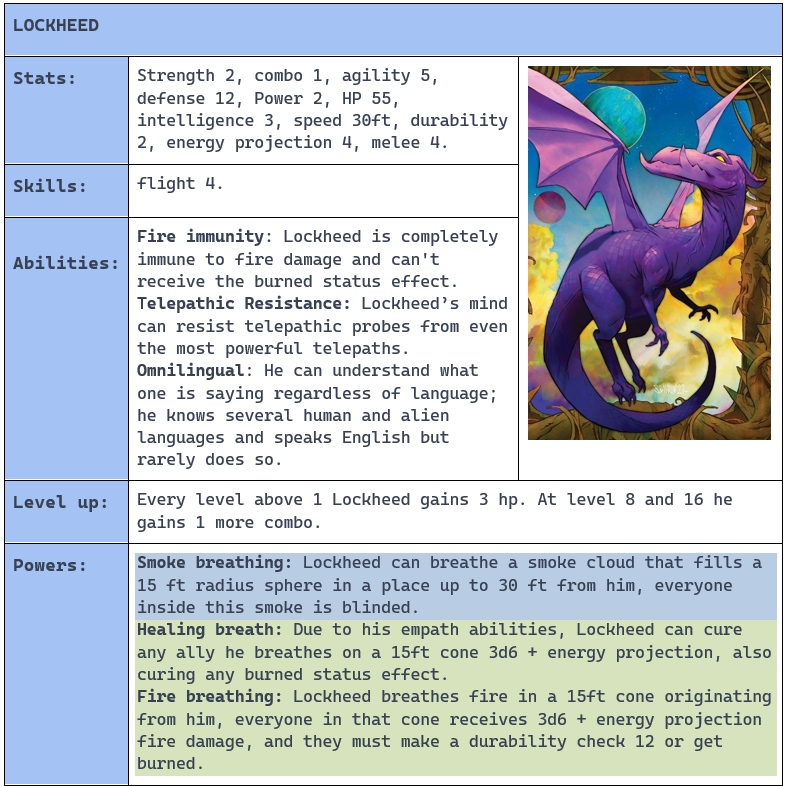 LOCKHEED
Stats:
Strength 2, combo 1, agility 5,
defense 12, Power 2, HP 55,
intelligence 3, speed 30ft, durability
2, energy projection 4, melee 4.
Skills:
flight 4.
Abilities:
Fire immunity: Lockheed is completely
immune to fire damage and can't
receive the burned status effect.
Telepathic Resistance: Lockheed’s mind
can resist telepathic probes from even
the most powerful telepaths.
Omnilingual: He can understand what
one is saying regardless of language;
he knows several human and alien
languages and speaks English but
rarely does so.
Level up:
Every level above 1 Lockheed gains 3 hp. At level 8 and 16 he
gains 1 more combo.
Powers:
Smoke breathing: Lockheed can breathe a smoke cloud that fills a
15 ft radius sphere in a place up to 30 ft from him, everyone
inside this smoke is blinded.
Healing breath: Due to his empath abilities, Lockheed can cure
any ally he breathes on a 15ft cone 3d6 + energy projection, also
curing any burned status effect.
Fire breathing: Lockheed breathes fire in a 15ft cone originating
from him, everyone in that cone receives 3d6 + energy projection
fire damage, and they must make a durability check 12 or get
burned.